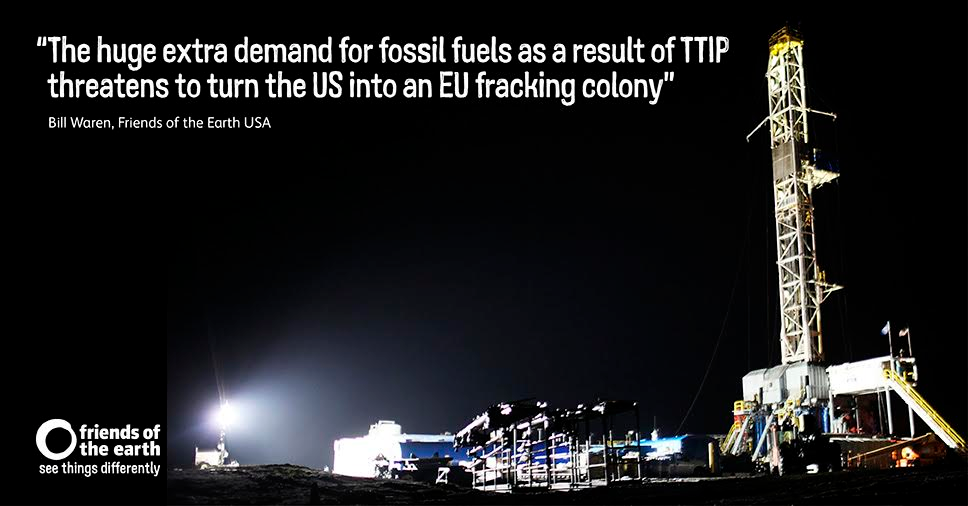 “The huge extra demand for fossil fuels as a result of TTIP
threatens to turn the US into an EU fracking colony”
Bill Waren, Friends of the Earth USA
friends of
the earth
see things differently